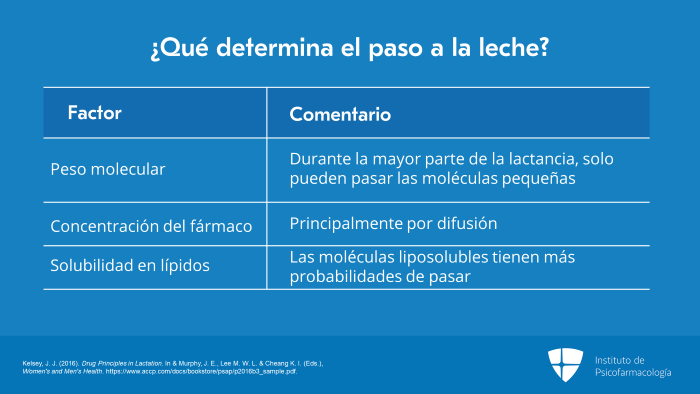 ¿Qué determina el paso a la leche?
Factor
Comentario
Peso molecular
Durante la mayor parte de la lactancia, solo
pueden pasar las moléculas pequeñas
Concentración del fármaco
Principalmente por difusión
Solubilidad en lípidos
Las moléculas liposolubles tienen más
probabilidades de pasar
Kelsey, J. J. (2016). Drug Principles in Lactation. In & Murphy, J. E., Lee M. W. L. & Cheang K. I. (Eds.),
Women's and Men's Health. https://www.accp.com/docs/bookstore/psap/p2016b3_sample.pdf.
Instituto de
Psicofarmacología